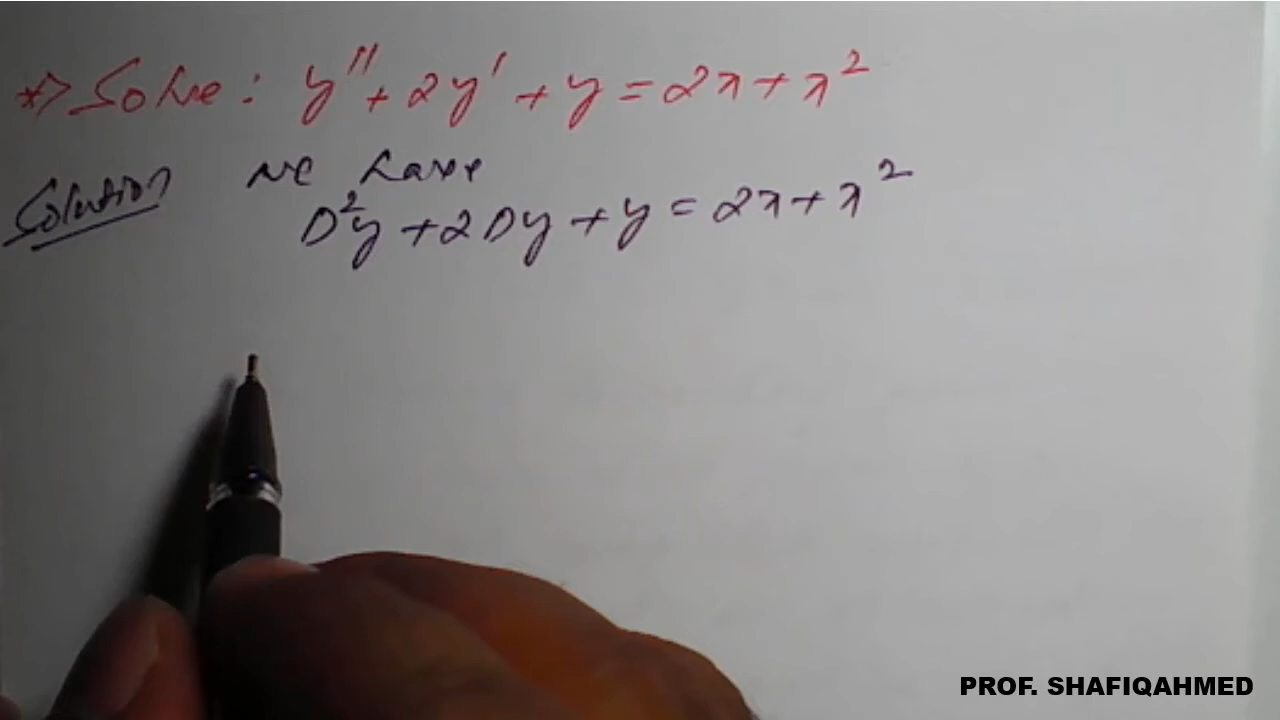 *⇒ Solve: y'' + 2y' + y = 2x + x²
Solution We have
D²y + 2Dy + y = 2x + x²
PROF. SHAFIQAHMED